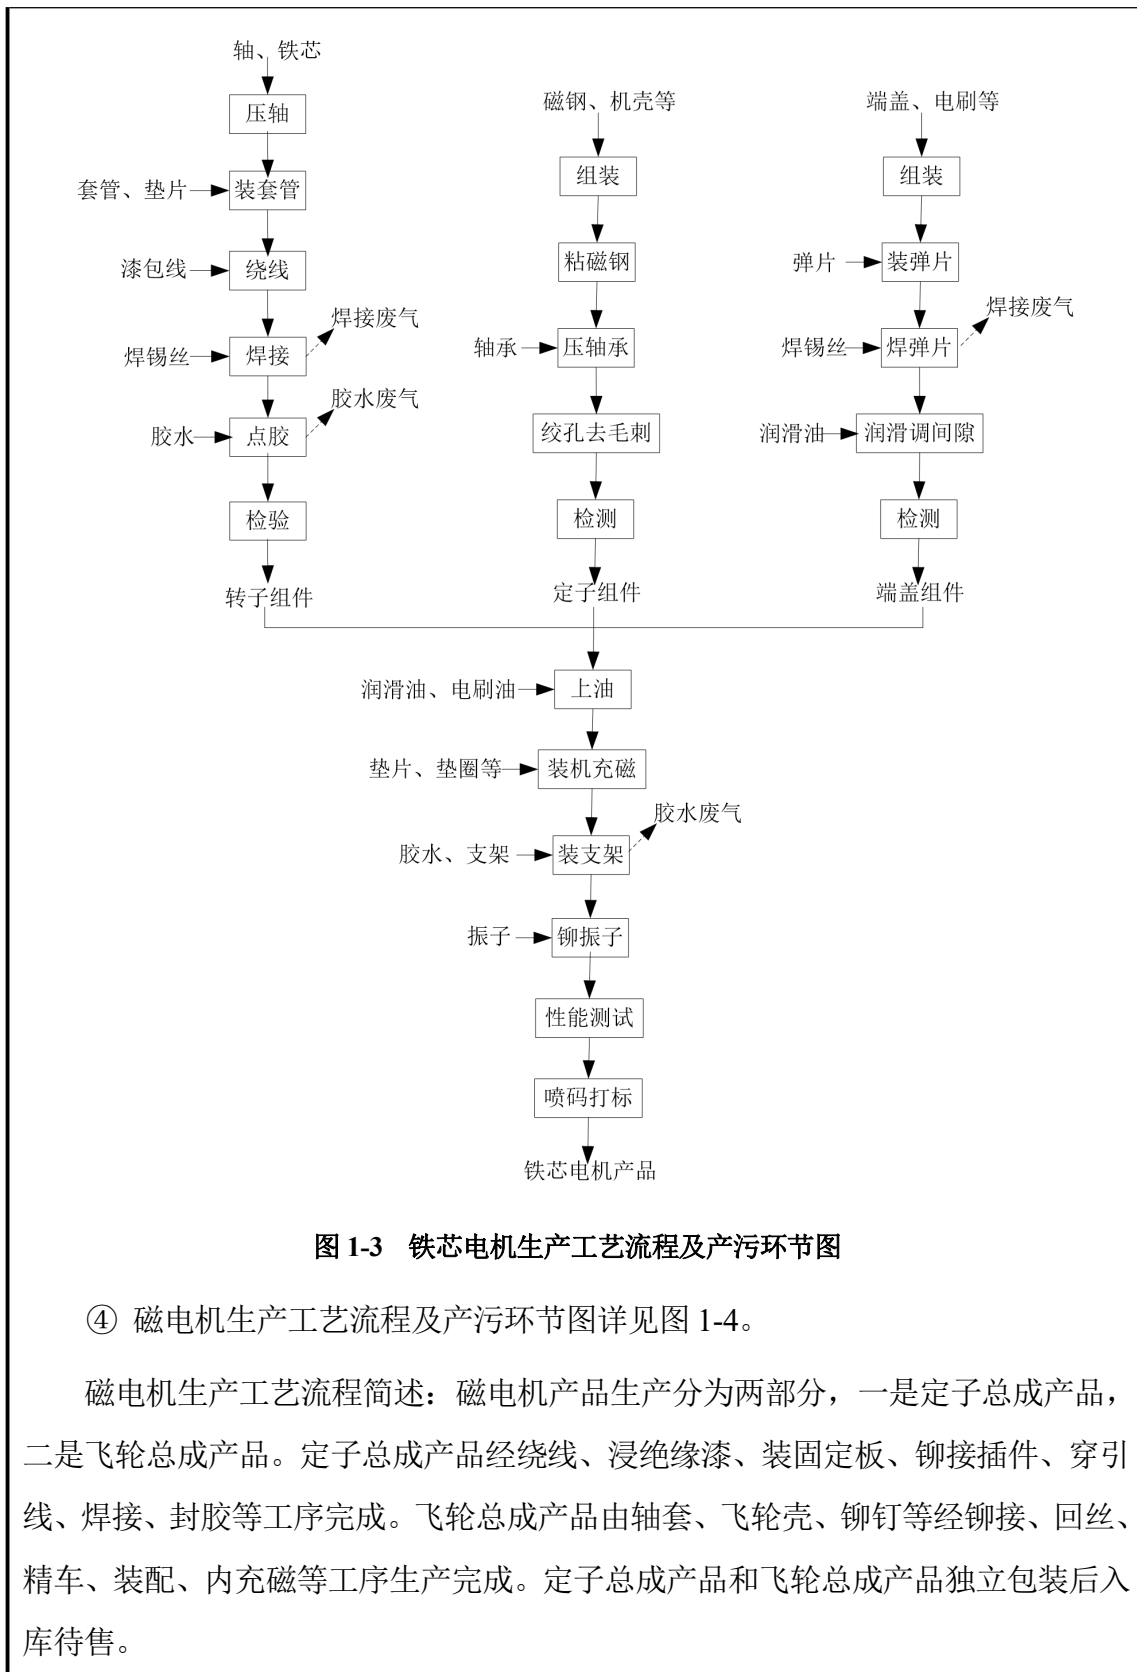 轴、铁芯
压轴
套管、垫片
装套管
漆包线
绕线
焊接废气
焊锡丝
焊接
胶水废气
胶水
点胶
检验
转子组件
磁钢、机壳等
组装
粘磁钢
轴承
压轴承
绞孔去毛刺
检测
定子组件
端盖、电刷等
组装
弹片
装弹片
焊接废气
焊锡丝
焊弹片
润滑油
润滑调间隙
检测
端盖组件
润滑油、电刷油
上油
垫片、垫圈等
装机充磁
胶水废气
胶水、支架
装支架
振子
铆振子
性能测试
喷码打标
铁芯电机产品
图 1-3 铁芯电机生产工艺流程及产污环节图
④ 磁电机生产工艺流程及产污环节图详见图 1-4。
磁电机生产工艺流程简述：磁电机产品生产分为两部分，一是定子总成产品，
二是飞轮总成产品。定子总成产品经绕线、浸绝缘漆、装固定板、铆接插件、穿引
线、焊接、封胶等工序完成。飞轮总成产品由轴套、飞轮壳、铆钉等经铆接、回丝、
精车、装配、内充磁等工序生产完成。定子总成产品和飞轮总成产品独立包装后入
库待售。